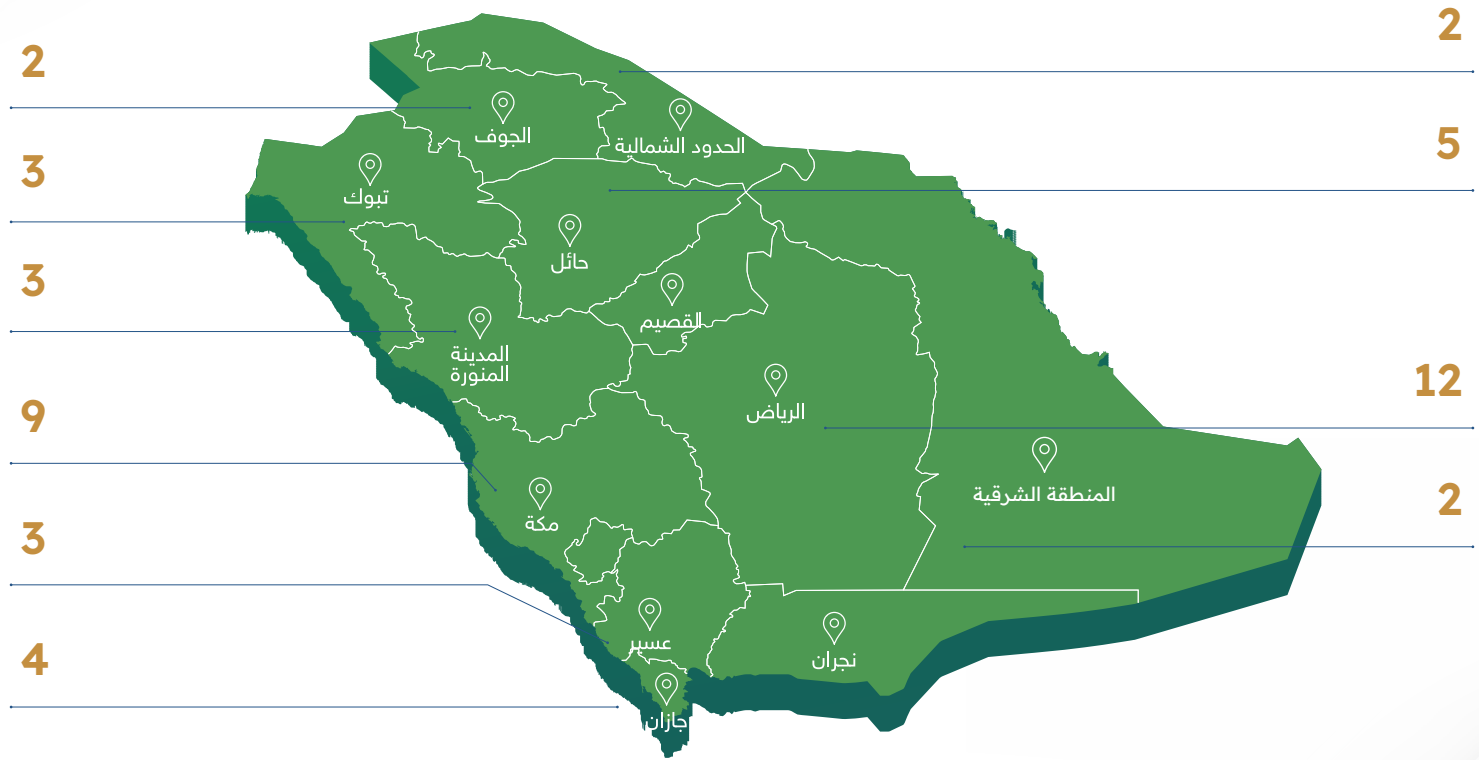 2
2
الجوف
الحدود الشمالية
5
3
تبوك
حائل
3
القصيم
المدينة
المنورة
12
الرياض
9
المنطقة الشرقية
2
مكة
3
عسير
نجران
4
جازان